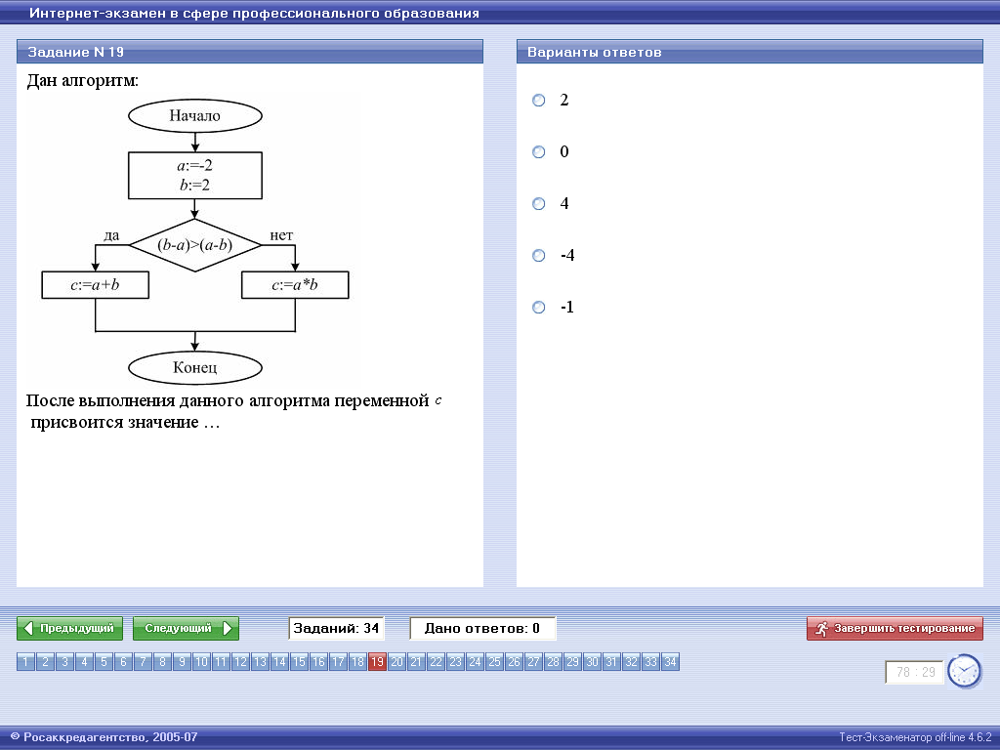 Интернет-экзамен в сфере профессионального образования
Задание N 19
Дан алгоритм:
Начало
a:=-2
b:=2
да
(b-a)>(a-b)
нет
c:=a+b
c:=a*b
Конец
После выполнения данного алгоритма переменной c
присвоится значение …
Варианты ответов
2
0
4
-4
-1
Предыдущий
Следующий
Заданий: 34
Дано ответов: 0
Завершить тестирование
1 2 3 4 5 6 7 8 9 10 11 12 13 14 15 16 17 18 19 20 21 22 23 24 25 26 27 28 29 30 31 32 33 34
78 : 29
© Росаккредагентство, 2005-07
Тест-Экзаменатор off-line 4.6.2